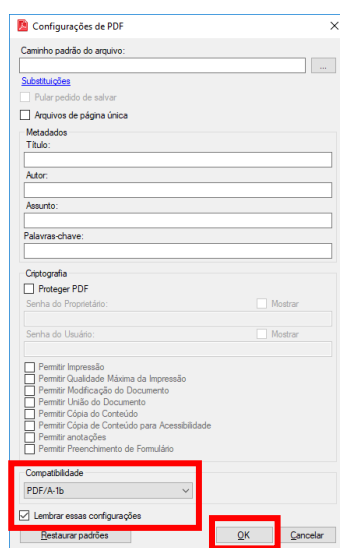 Configurações de PDF
Caminho padrão do arquivo:
...
Substituições
Pular pedido de salvar
Arquivos de página única
Metadados
Título:
Autor:
Assunto:
Palavras-chave:
Criptografia
Proteger PDF
Senha do Proprietário: Mostrar
Senha do Usuário: Mostrar
Permitir Impressão
Permitir Qualidade Máxima da Impressão
Permitir Modificação do Documento
Permitir União do Documento
Permitir Cópia do Conteúdo
Permitir Cópia de Conteúdo para Acessibilidade
Permitir anotações
Permitir Preenchimento de Formulário
Compatibilidade
PDF/A-1b
Lembrar essas configurações
Restaurar padrões OK Cancelar